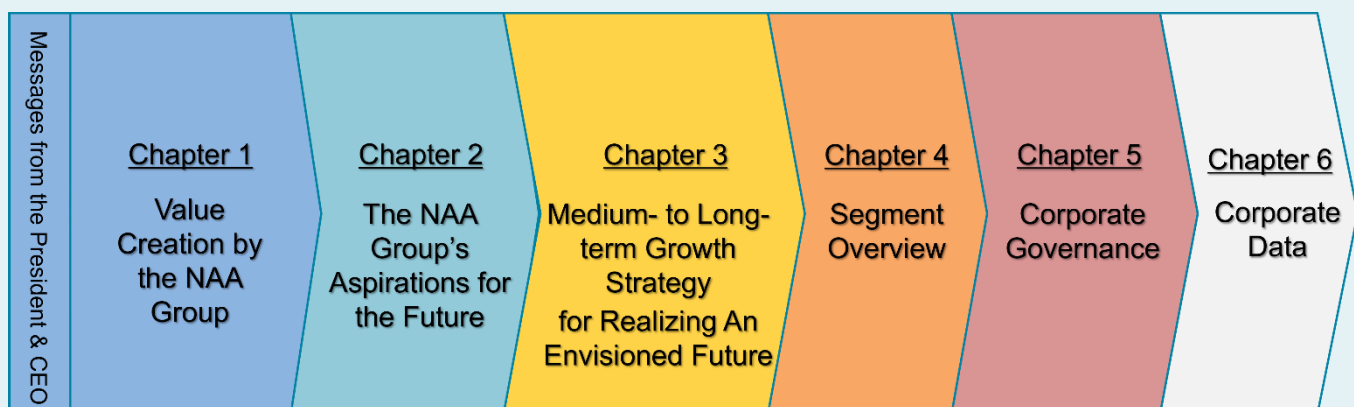 Messages from the President & CEO
Chapter 1
Value
Creation by
the NAA
Group
Chapter 2
The NAA
Group’s
Aspirations for
the Future
Chapter 3
Medium- to Long-
term Growth
Strategy
for Realizing An
Envisioned Future
Chapter 4
Segment
Overview
Chapter 5
Corporate
Governance
Chapter 6
Corporate
Data